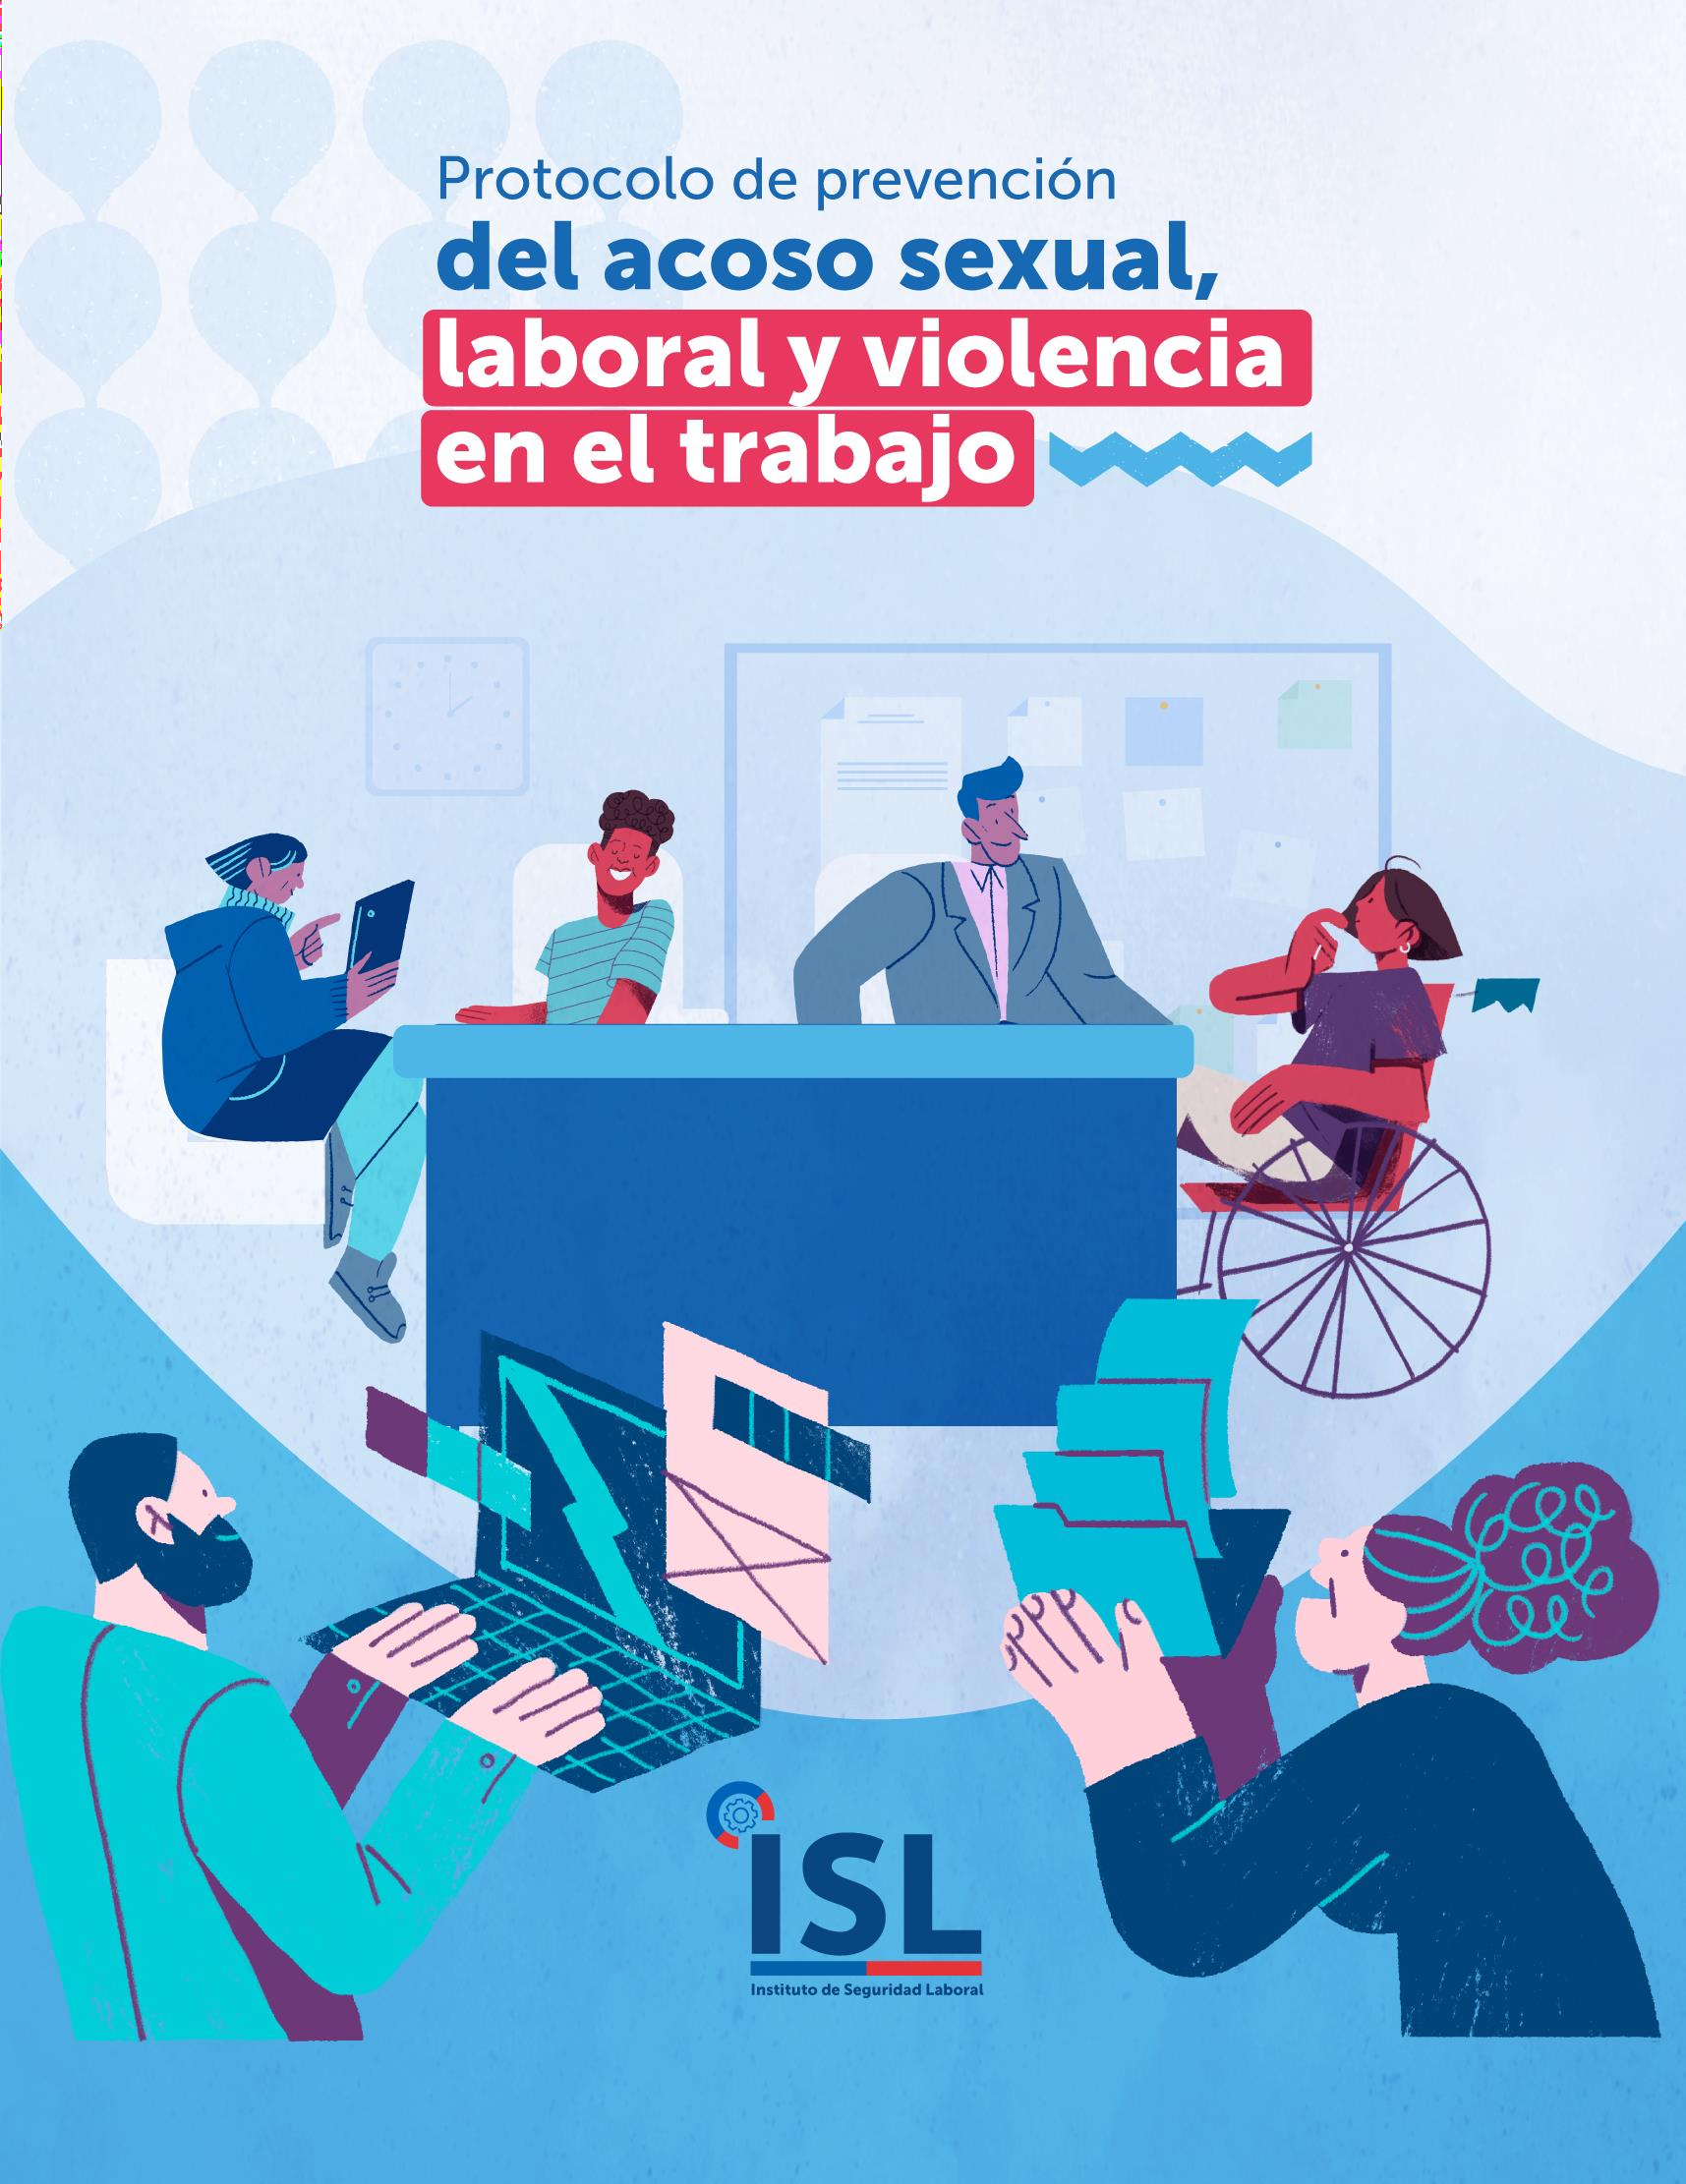 Protocolo de prevención
del acoso sexual,
laboral y violencia
en el trabajo
ISL
Instituto de Seguridad Laboral